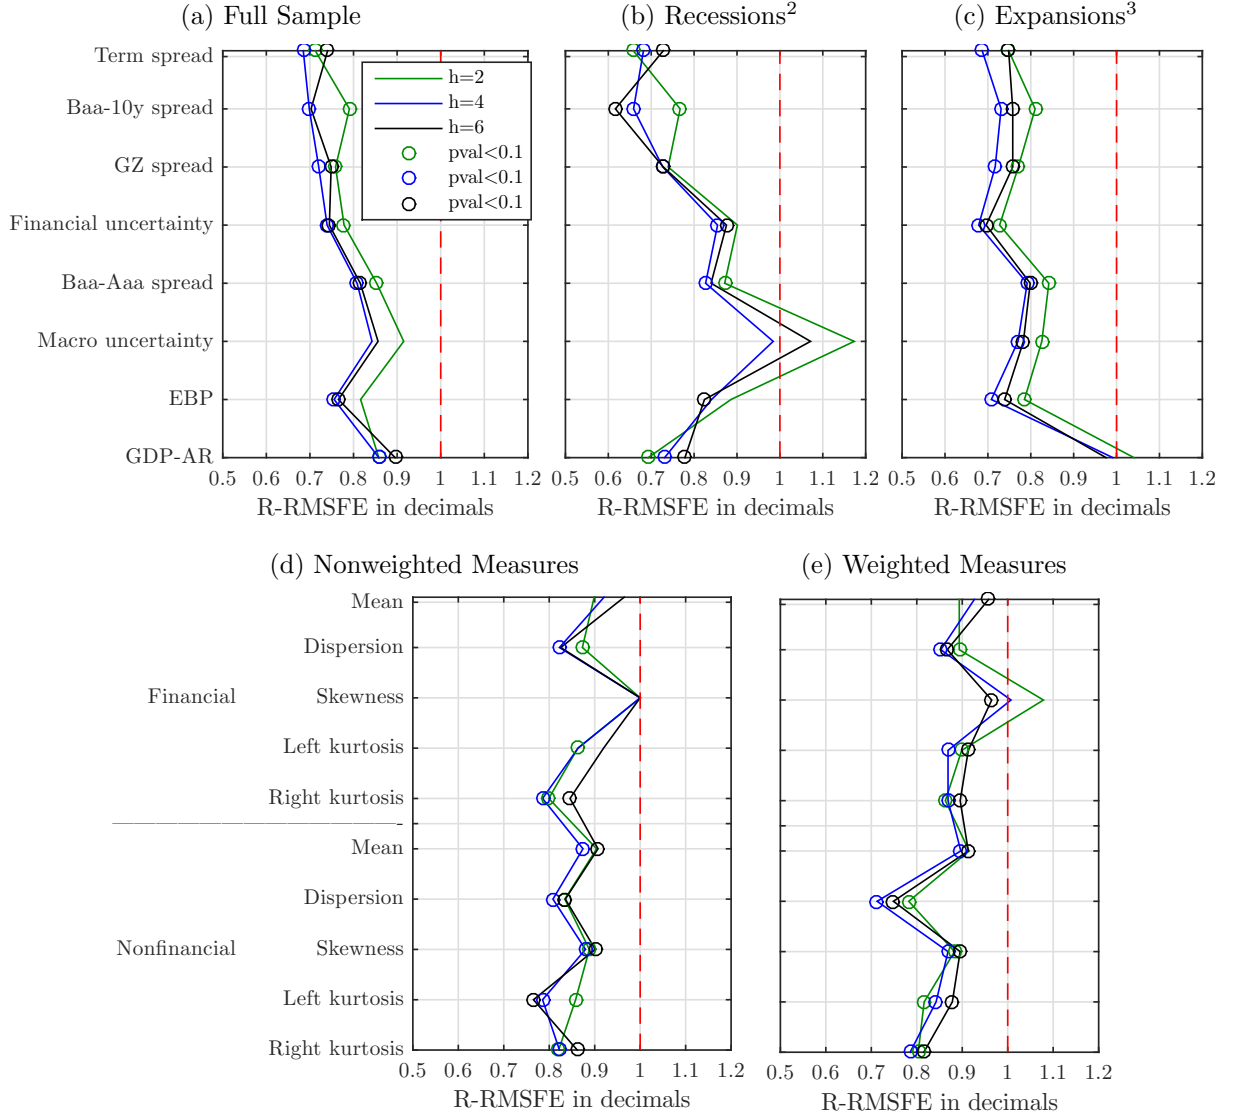 (a) Full Sample
(b) Recessions²
(c) Expansions³
Term spread
Baa-10y spread
GZ spread
Financial uncertainty
Baa-Aaa spread
Macro uncertainty
EBP
GDP-AR
h=2
h=4
h=6
pval<0.1
pval<0.1
pval<0.1
0.5 0.6 0.7 0.8 0.9 1 1.1 1.2
0.5 0.6 0.7 0.8 0.9 1 1.1 1.2
0.5 0.6 0.7 0.8 0.9 1 1.1 1.2
R-RMSFE in decimals
R-RMSFE in decimals
R-RMSFE in decimals
(d) Nonweighted Measures
(e) Weighted Measures
Mean
Dispersion
Financial Skewness
Left kurtosis
Right kurtosis
Mean
Dispersion
Nonfinancial Skewness
Left kurtosis
Right kurtosis
0.5 0.6 0.7 0.8 0.9 1 1.1 1.2
0.5 0.6 0.7 0.8 0.9 1 1.1 1.2
R-RMSFE in decimals
R-RMSFE in decimals